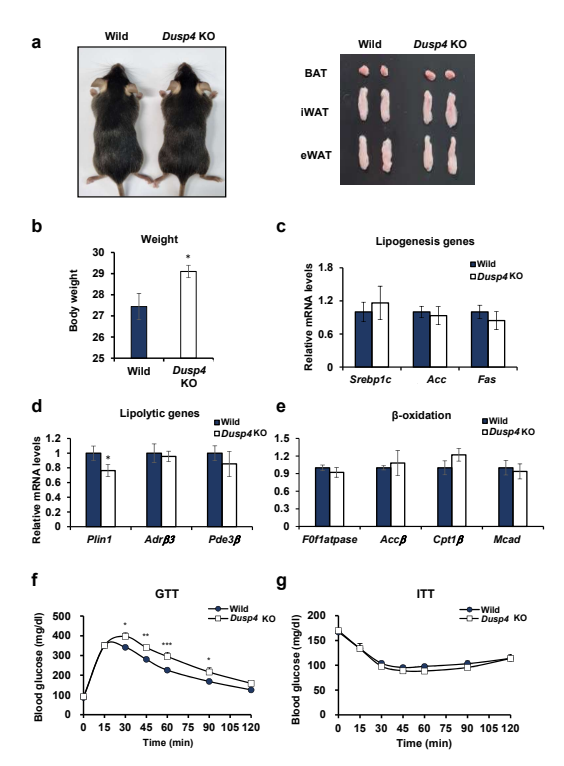 a
Wild Dusp4 KO
Wild Dusp4 KO
BAT
iWAT
eWAT
b
Weight
Body weight
30
29
28
27
26
25
*
Wild
Dusp4
KO
c
Lipogenesis genes
Relative mRNA levels
1.8
1.2
0.6
0
Wild
Dusp4 KO
Srebp1c Acc Fas
d
Lipolytic genes
Relative mRNA levels
1.2
1
0.8
0.6
0.4
0.2
0
Wild
Dusp4 KO
*
Plin1 Adrβ3 Pde3β
e
β-oxidation
1.5
1.2
0.9
0.6
0.3
0
Wild
Dusp4 KO
F0f1atpase Accβ Cpt1β Mcad
f
GTT
Blood glucose (mg/dl)
500
400
300
200
100
0
Wild
Dusp4 KO
* ** *** *
0 15 30 45 60 75 90 105 120
Time (min)
g
ITT
Blood glucose (mg/dl)
200
150
100
50
0
Wild
Dusp4 KO
0 15 30 45 60 75 90 105 120
Time (min)